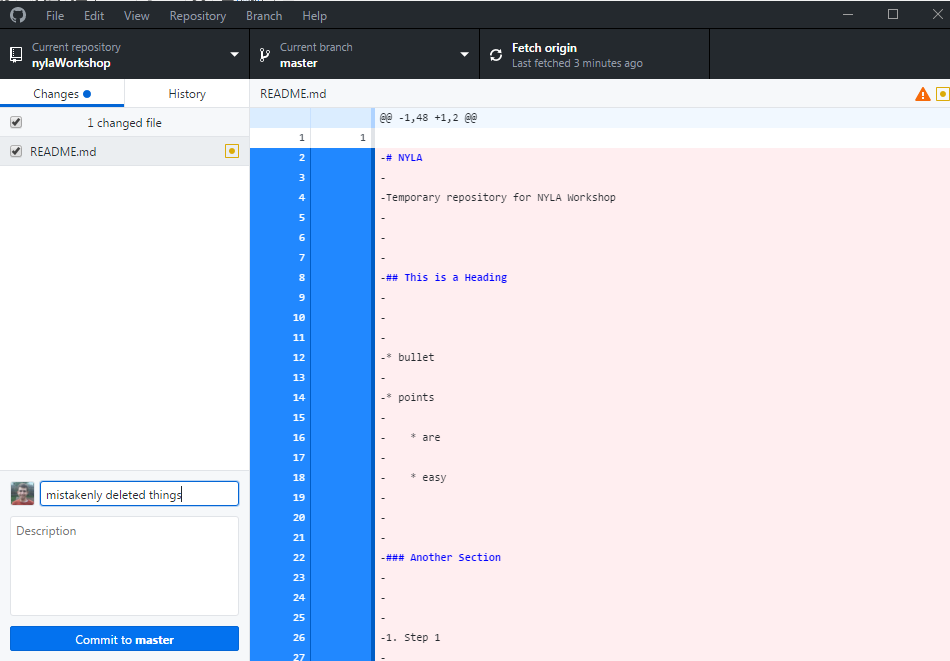 File Edit View Repository Branch Help
Current repository
nylaWorkshop
Current branch
master
Fetch origin
Last fetched 3 minutes ago
Changes History
README.md
1 changed file
README.md
@@ -1,48 +1,2 @@
1 1
2 -# NYLA
3 -
4 -Temporary repository for NYLA Workshop
5 -
6 -
7 -
8 -## This is a Heading
9 -
10 -
11 -
12 -* bullet
13 -
14 -* points
15 -
16 -    * are
17 -
18 -    * easy
19 -
20 -
21 -
22 -### Another Section
23 -
24 -
25 -
26 -1. Step 1
27 -
mistakenly deleted things
Description
Commit to master